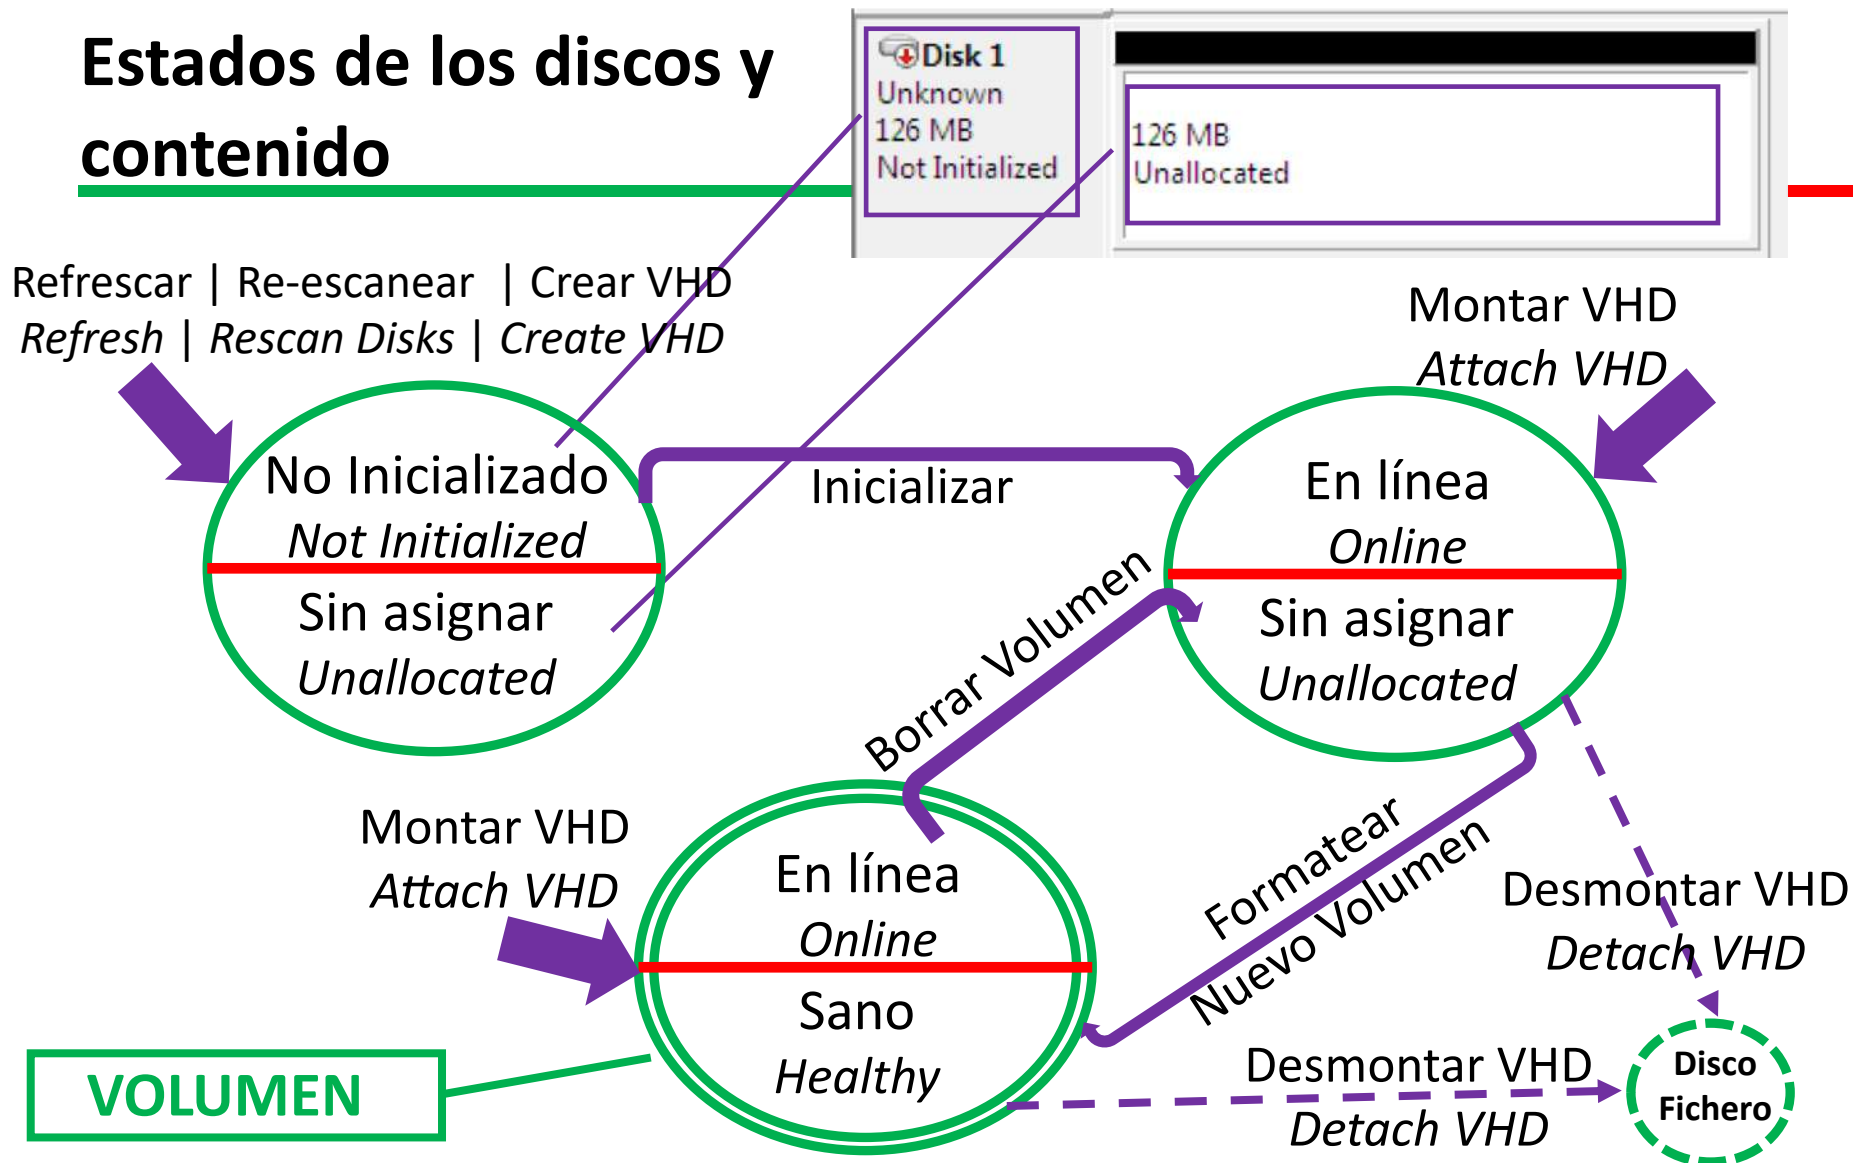 Estados de los discos y
contenido
Disk 1
Unknown
126 MB
Not Initialized
126 MB
Unallocated
Refrescar | Re-escanear | Crear VHD
Refresh | Rescan Disks | Create VHD
Montar VHD
Attach VHD
No Inicializado
Not Initialized
Sin asignar
Unallocated
Inicializar
En línea
Online
Sin asignar
Unallocated
Borrar Volumen
Montar VHD
Attach VHD
En línea
Online
Sano
Healthy
Formatear
Nuevo Volumen
Desmontar VHD
Detach VHD
VOLUMEN
Desmontar VHD
Detach VHD
Disco
Fichero